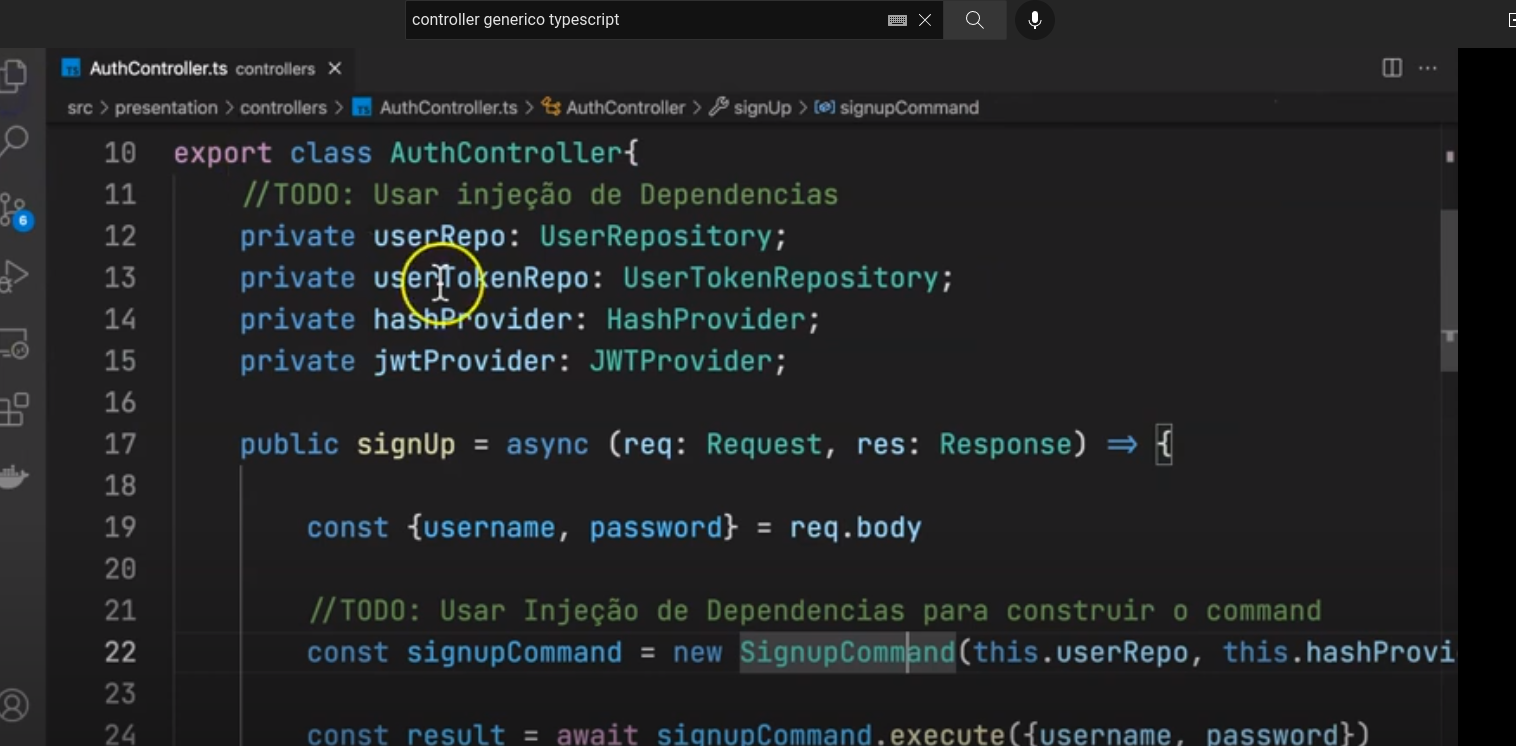 controller generico typescript
TS AuthController.ts controllers
src > presentation > controllers > TS AuthController.ts > AuthController > signUp > signupCommand
10 export class AuthController{
11 //TODO: Usar injeção de Dependencias
12 private userRepo: UserRepository;
13 private userTokenRepo: UserTokenRepository;
6
14 private hashProvider: HashProvider;
15 private jwtProvider: JWTProvider;
16
17 public signUp = async (req: Request, res: Response) => {
18
19 const {username, password} = req.body
20
21 //TODO: Usar Injeção de Dependencias para construir o command
22 const signupCommand = new SignupCommand(this.userRepo, this.hashProvi
23
24 const result = await signupCommand.execute({username, password})